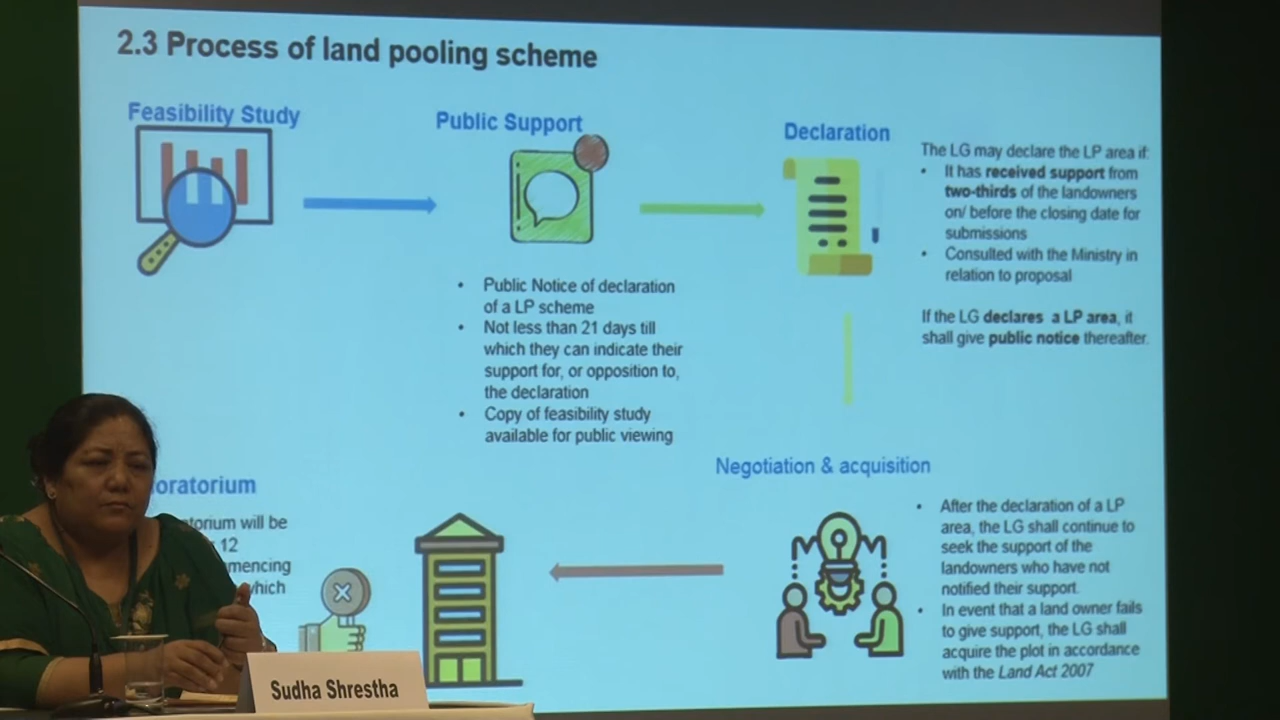 2.3 Process of land pooling scheme
Feasibility Study
Public Support
Declaration
The LG may declare the LP area if:
• It has received support from
two-thirds of the landowners
on/ before the closing date for
submissions
• Consulted with the Ministry in
relation to proposal
If the LG declares a LP area, it
shall give public notice thereafter.
• Public Notice of declaration
of a LP scheme
• Not less than 21 days till
which they can indicate their
support for, or opposition to,
the declaration
• Copy of feasibility study
available for public viewing
Negotiation & acquisition
• After the declaration of a LP
area, the LG shall continue to
seek the support of the
landowners who have not
notified their support.
• In event that a land owner fails
to give support, the LG shall
acquire the plot in accordance
with the Land Act 2007
oratorium
torium will be
12
mencing
which
Sudha Shrestha